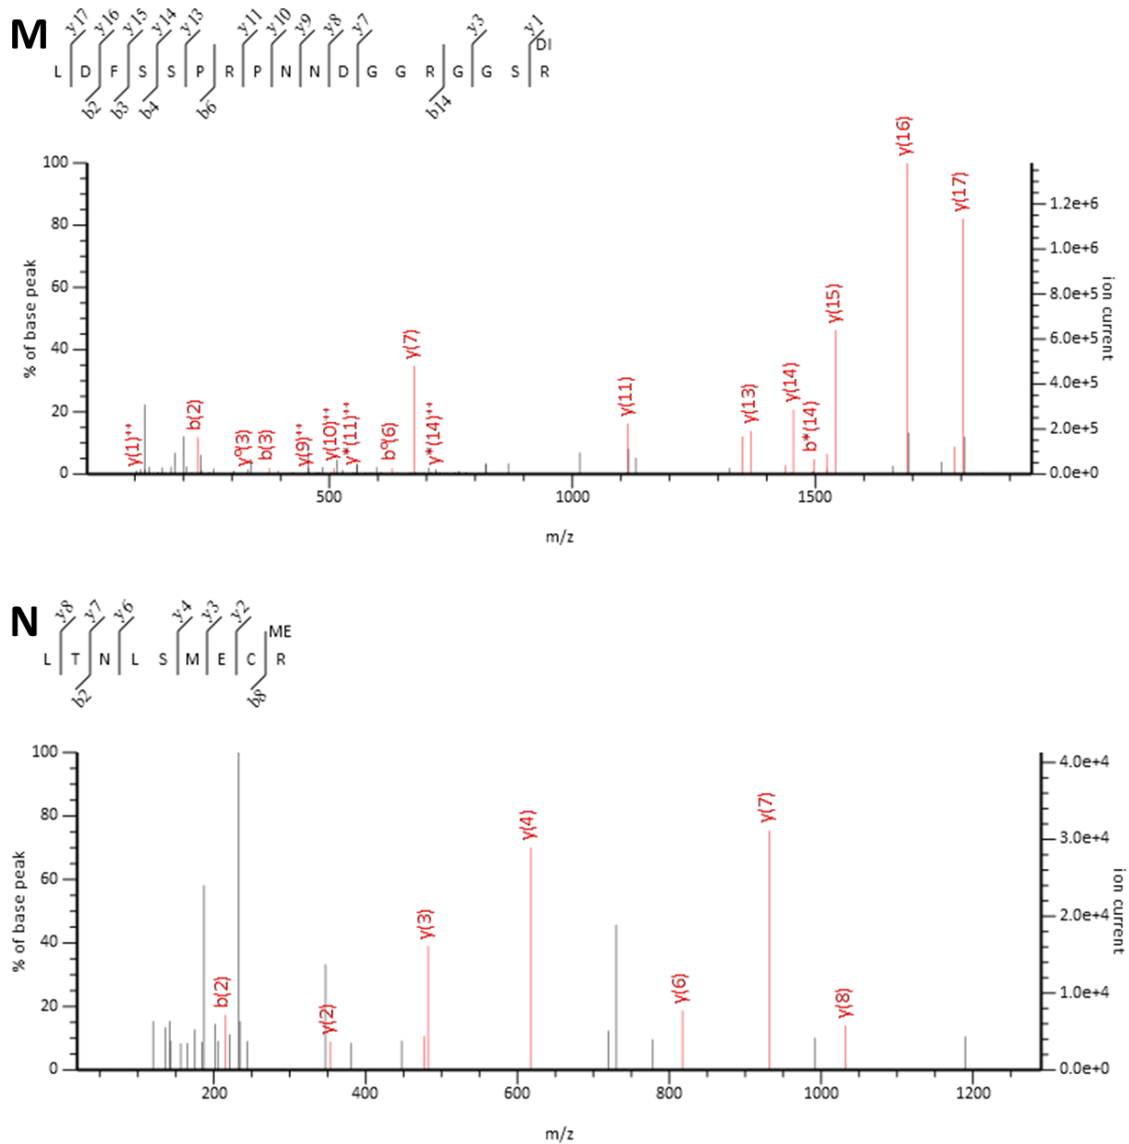 M
y17 y16 y15 y14 y13 y11 y10 y9 y8 y7 y3 y1
DI
L D F S S P R P N N D G G R G G S R
b2 b3 b4 b6 b14
y(16)
y(17)
y(15)
y(7)
y(14)
y(11)
y(13)
b*(14)
b(2)
y(1)++
yº(3)
b(3)
y(9)++
y(10)++
y*(11)++
bº(6)
y*(14)++
100
80
60
40
20
0
% of base peak
1.2e+6
1.0e+6
8.0e+5
6.0e+5
4.0e+5
2.0e+5
0.0e+0
ion current
500 1000 1500
m/z
N
y8 y7 y6 y4 y3 y2
ME
L T N L S M E C R
b2 b8
y(7)
y(4)
y(3)
b(2)
y(2)
y(6)
y(8)
100
80
60
40
20
0
% of base peak
4.0e+4
3.0e+4
2.0e+4
1.0e+4
0.0e+0
ion current
200 400 600 800 1000 1200
m/z